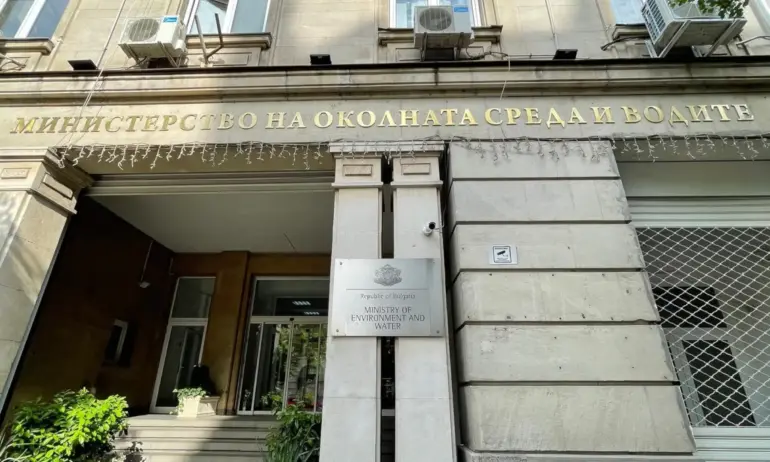 МИНИСТЕРСТВО НА ОКОЛНАТА СРЕДА И ВОДИТЕ
Republic of Bulgaria
MINISTRY OF
ENVIRONMENT AND
WATER